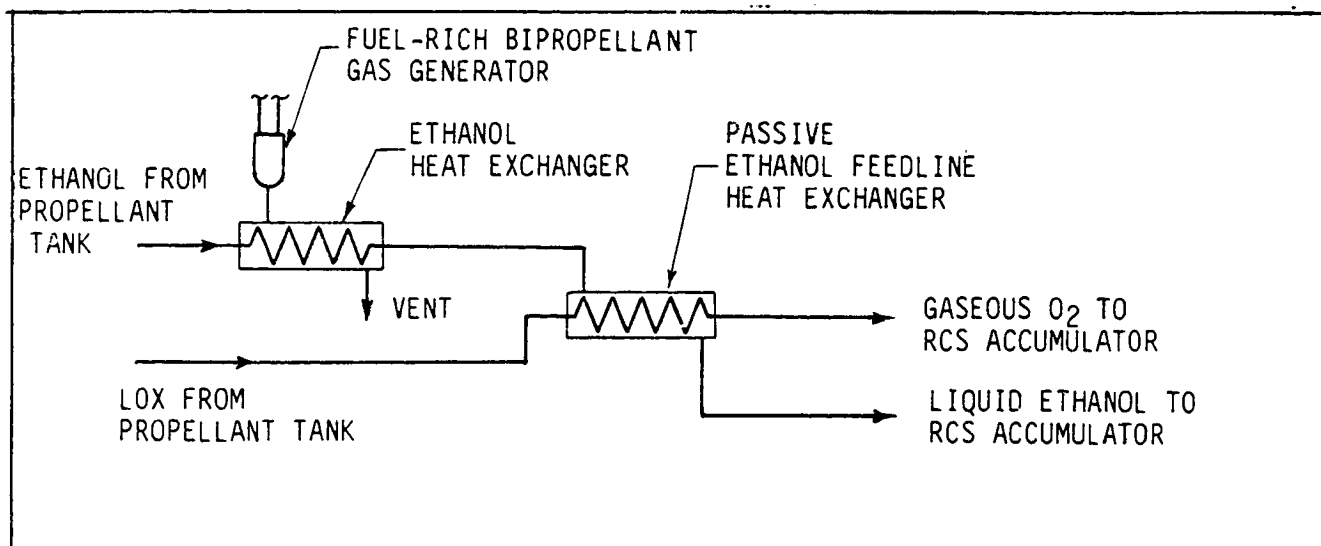 FUEL-RICH BIPROPELLANT
GAS GENERATOR
ETHANOL
HEAT EXCHANGER
PASSIVE
ETHANOL FEEDLINE
HEAT EXCHANGER
ETHANOL FROM
PROPELLANT
TANK
VENT
GASEOUS O2 TO
RCS ACCUMULATOR
LOX FROM
PROPELLANT TANK
LIQUID ETHANOL TO
RCS ACCUMULATOR